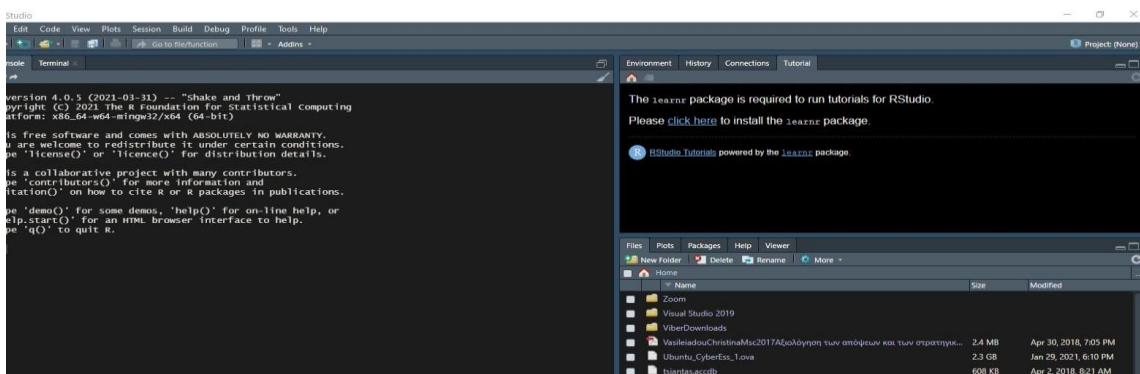 Studio
Edit Code View Plots Session Build Debug Profile Tools Help
Go to file/function Addins Project: (None)
nsole Terminal
version 4.0.5 (2021-03-31) -- "Shake and Throw"
pyright (C) 2021 The R Foundation for Statistical Computing
atform: x86_64-w64-mingw32/x64 (64-bit)
is free software and comes with ABSOLUTELY NO WARRANTY.
u are welcome to redistribute it under certain conditions.
pe 'license()' or 'licence()' for distribution details.
is a collaborative project with many contributors.
pe 'contributors()' for more information and
itation()' on how to cite R or R packages in publications.
pe 'demo()' for some demos, 'help()' for on-line help, or
elp.start()' for an HTML browser interface to help.
pe 'q()' to quit R.
Environment History Connections Tutorial
The learnr package is required to run tutorials for RStudio.
Please click here to install the learnr package.
R RStudio Tutorials powered by the learnr package.
Files Plots Packages Help Viewer
New Folder Delete Rename More
Home
Name Size Modified
Zoom
Visual Studio 2019
ViberDownloads
VasileiadouChristinaMsc2017Αξιολόγηση των απόψεων και των στρατηγικ... 2.4 MB Apr 30, 2018, 7:05 PM
Ubuntu_CyberEss_1.ova 2.3 GB Jan 29, 2021, 6:10 PM
tsiantas.accdb 608 KB Apr 2, 2018, 8:21 AM